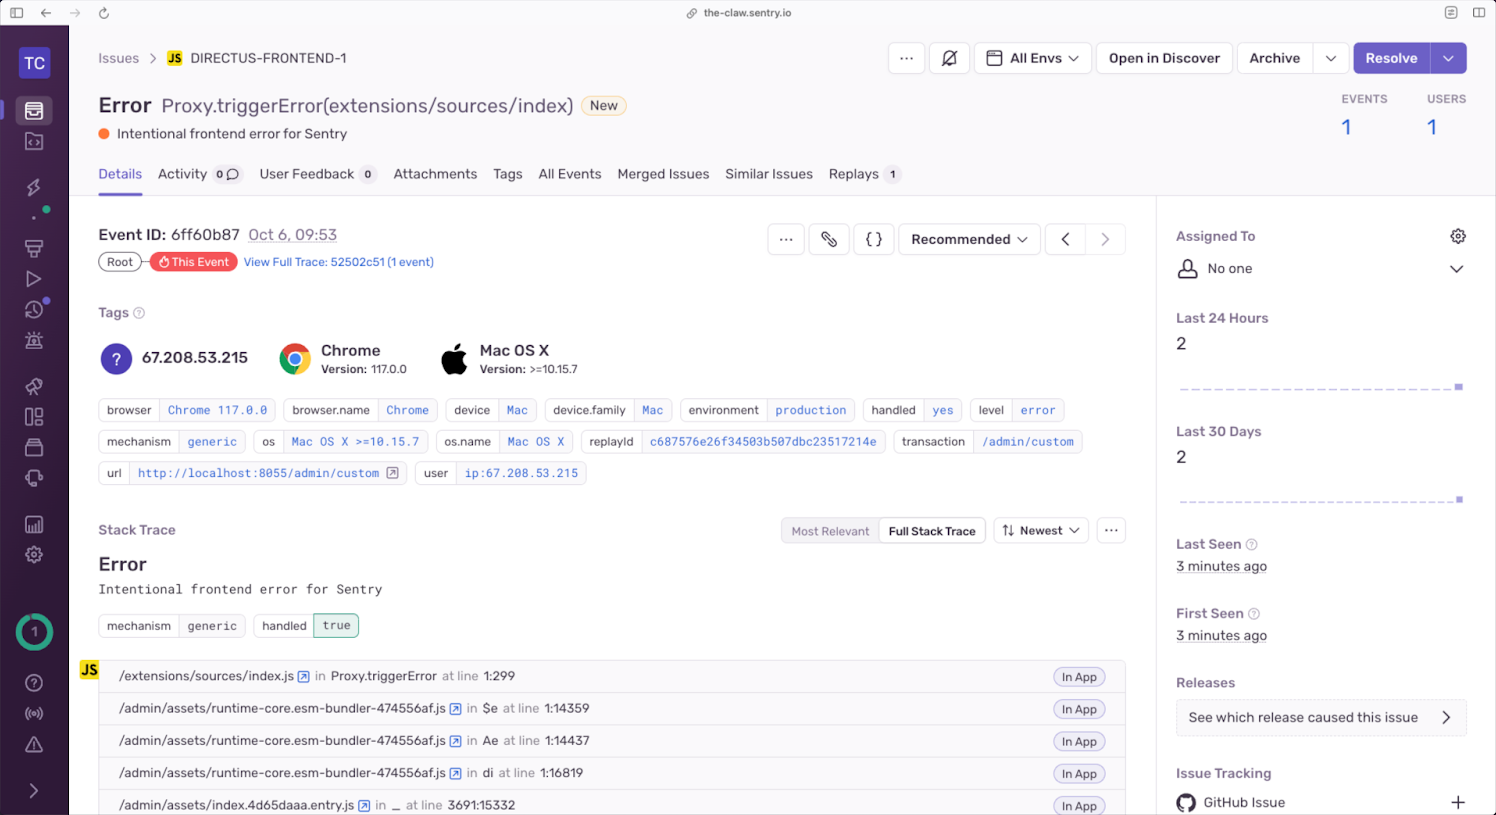 the-claw.sentry.io
TC
Issues > JS DIRECTUS-FRONTEND-1
... All Envs Open in Discover Archive Resolve
Error Proxy.triggerError(extensions/sources/index) New
Intentional frontend error for Sentry
EVENTS USERS
1 1
Details Activity 0 User Feedback 0 Attachments Tags All Events Merged Issues Similar Issues Replays 1
Event ID: 6ff60b87 Oct 6, 09:53
Root This Event View Full Trace: 52502c51 (1 event)
... {} Recommended < >
Tags ?
? 67.208.53.215
Chrome
Version: 117.0.0
Mac OS X
Version: >=10.15.7
browser Chrome 117.0.0 browser.name Chrome device Mac device.family Mac environment production handled yes level error
mechanism generic os Mac OS X >=10.15.7 os.name Mac OS X replayId c687576e26f34503b507dbc23517214e transaction /admin/custom
url http://localhost:8055/admin/custom user ip:67.208.53.215
Stack Trace
Most Relevant Full Stack Trace Newest ...
Error
Intentional frontend error for Sentry
mechanism generic handled true
JS
/extensions/sources/index.js in Proxy.triggerError at line 1:299 In App
/admin/assets/runtime-core.esm-bundler-474556af.js in $e at line 1:14359 In App
/admin/assets/runtime-core.esm-bundler-474556af.js in Ae at line 1:14437 In App
/admin/assets/runtime-core.esm-bundler-474556af.js in di at line 1:16819 In App
/admin/assets/index.4d65daaa.entry.js in _ at line 3691:15332 In App
Assigned To
No one
Last 24 Hours
2
Last 30 Days
2
Last Seen ?
3 minutes ago
First Seen ?
3 minutes ago
Releases
See which release caused this issue >
Issue Tracking
GitHub Issue +
1